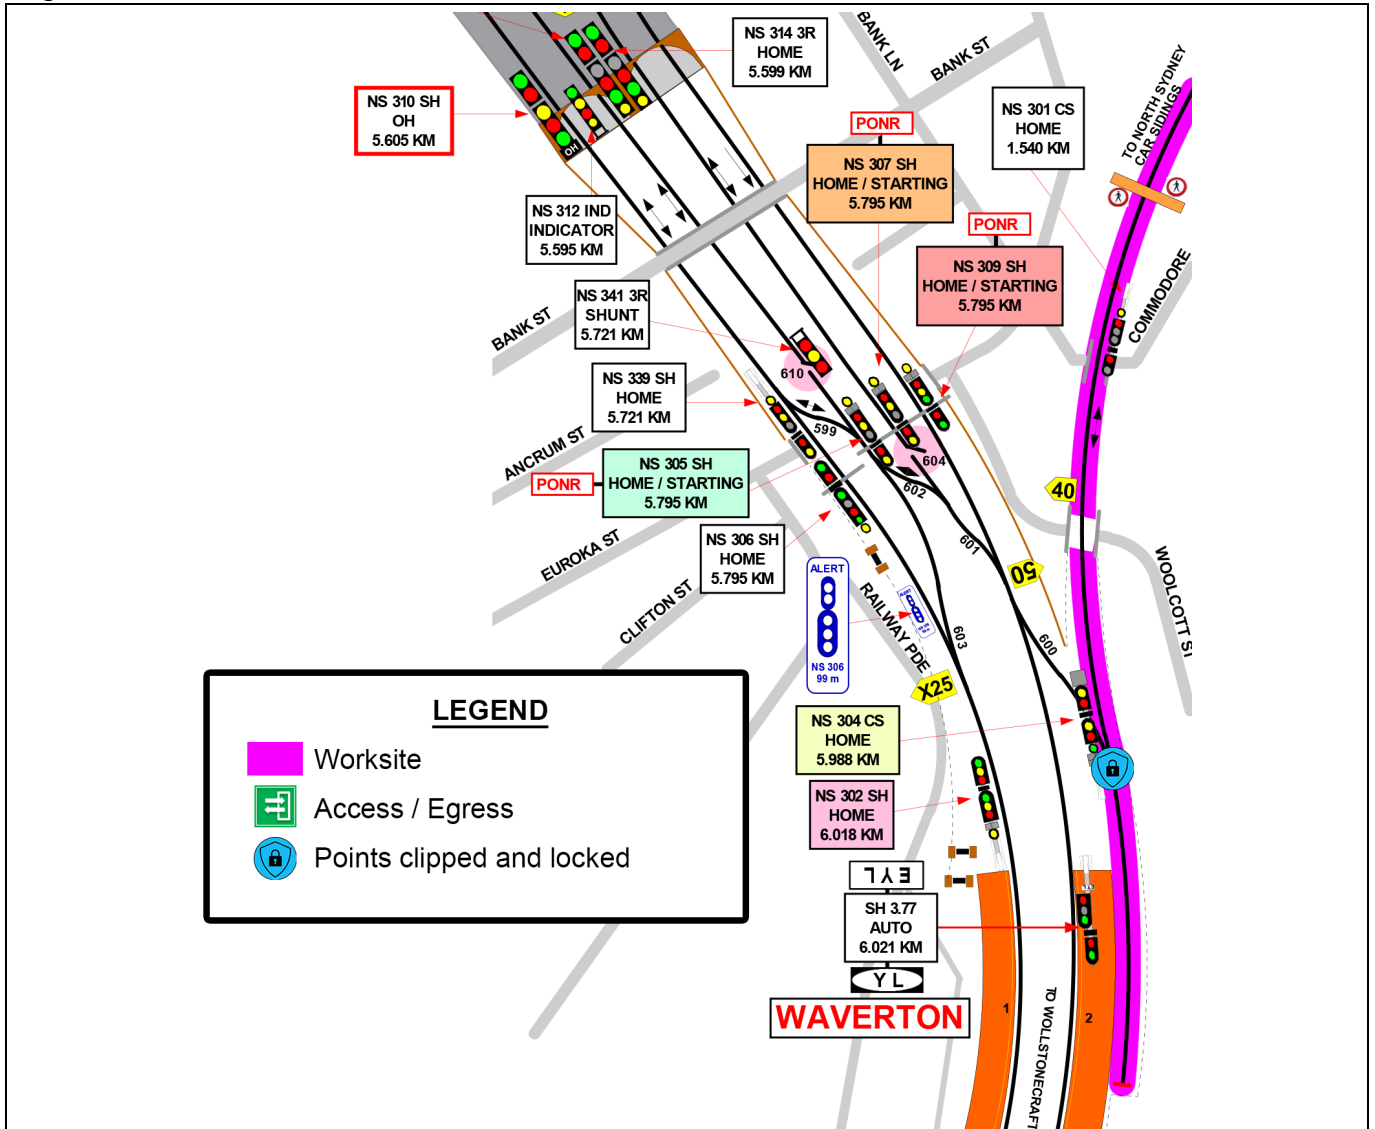 NS 314 3R
HOME
5.599 KM
BANK LN
BANK ST
TO NORTH SYDNEY
CAR SIDINGS
NS 310 SH
OH
5.605 KM
NS 301 CS
HOME
1.540 KM
PONR
OH
NS 307 SH
HOME / STARTING
5.795 KM
NS 312 IND
INDICATOR
5.595 KM
PONR
NS 309 SH
HOME / STARTING
5.795 KM
COMMODORE
NS 341 3R
SHUNT
5.721 KM
BANK ST
610
NS 339 SH
HOME
5.721 KM
599
604
ANCRUM ST
NS 305 SH
HOME / STARTING
5.795 KM
PONR
602
40
EUROKA ST
NS 306 SH
HOME
5.795 KM
601
50
WOOLCOTT ST
ALERT
NS 306
99 m
ALERT
CLIFTON ST
RAILWAY PDE
603
600
X25
LEGEND
Worksite
Access / Egress
Points clipped and locked
NS 304 CS
HOME
5.988 KM
NS 302 SH
HOME
6.018 KM
EYL
SH 3.77
AUTO
6.021 KM
YL
WAVERTON
1
2
TO WOLLSTONECRAFT